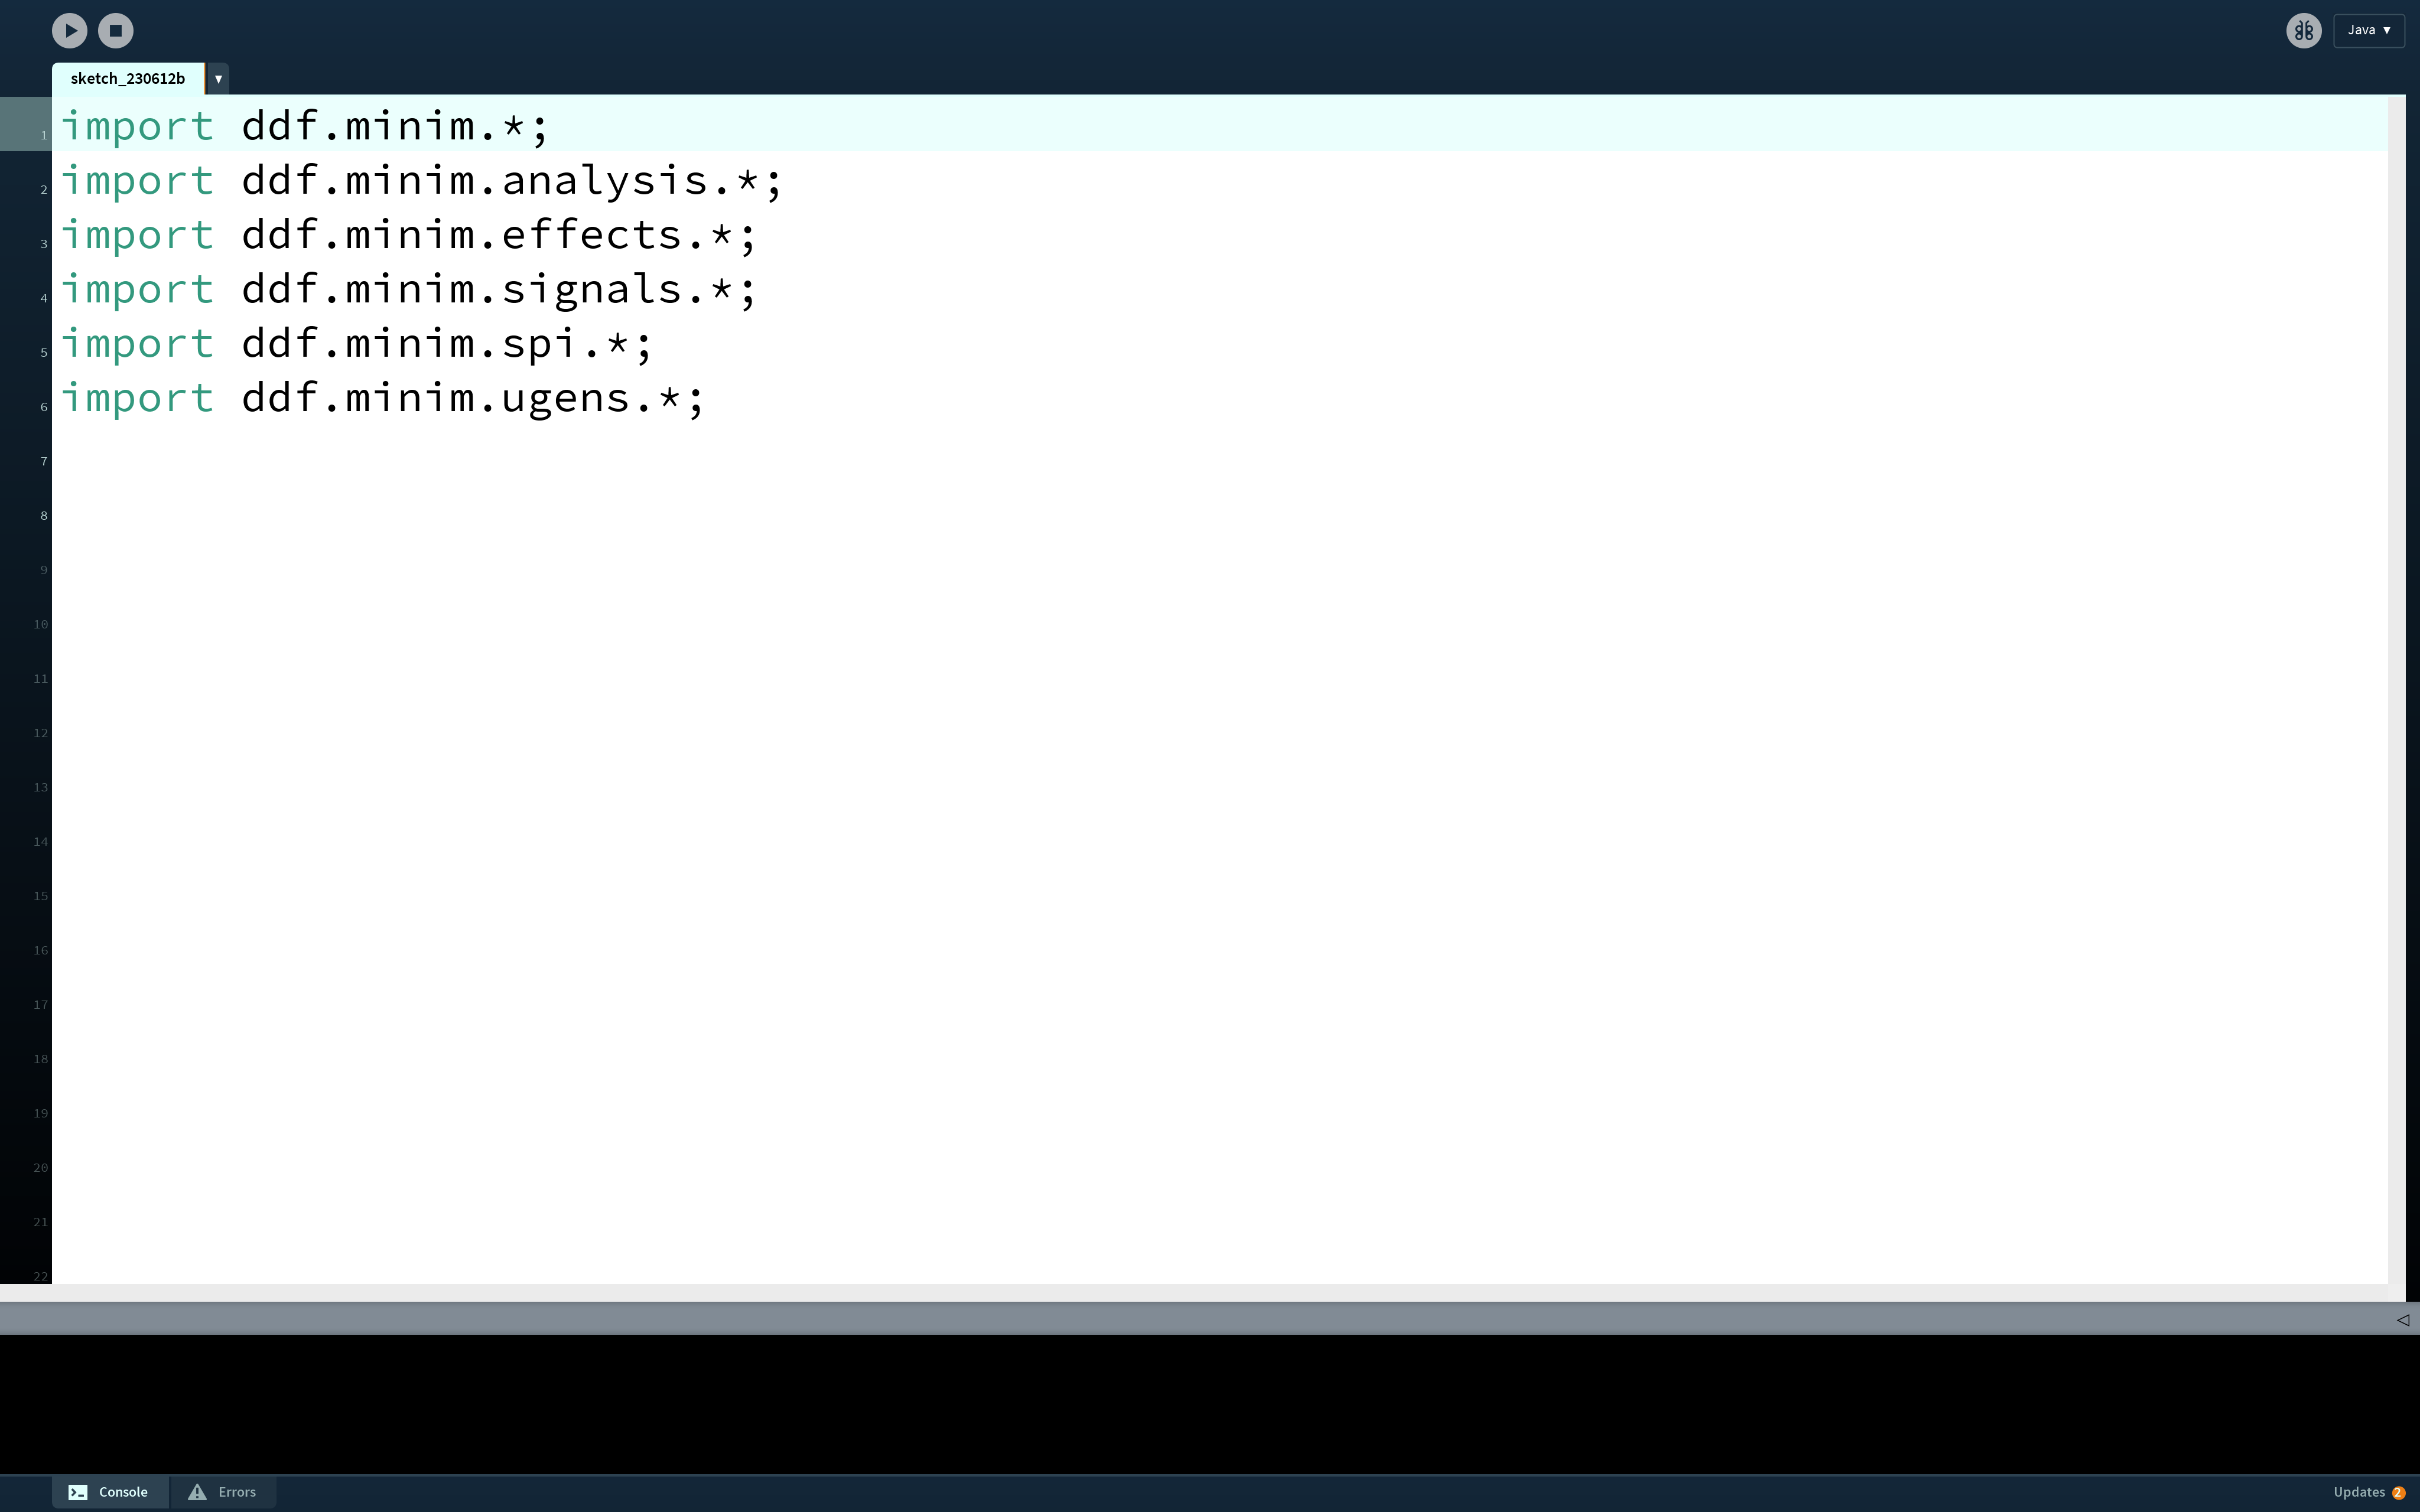 Java ▼
sketch_230612b ▼
1 import ddf.minim.*;
2 import ddf.minim.analysis.*;
3 import ddf.minim.effects.*;
4 import ddf.minim.signals.*;
5 import ddf.minim.spi.*;
6 import ddf.minim.ugens.*;
7
8
9
10
11
12
13
14
15
16
17
18
19
20
21
22
Console Errors Updates 2